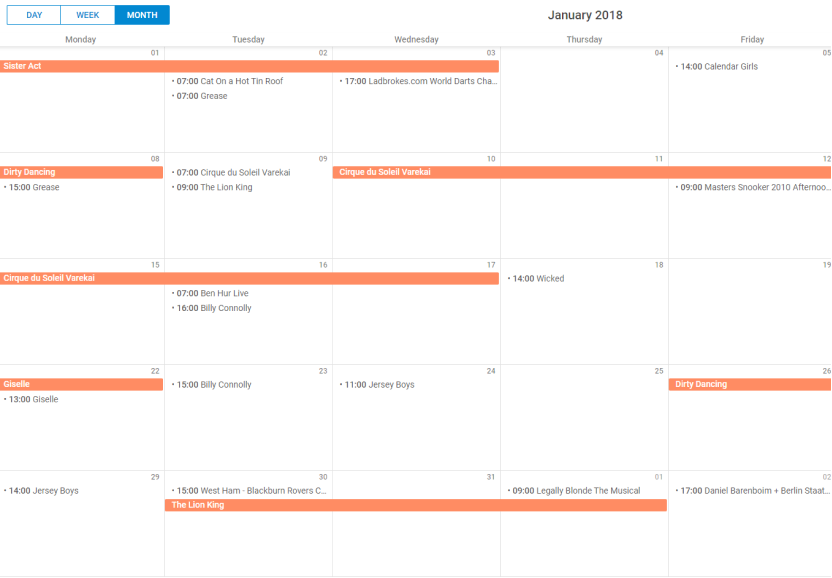 DAY WEEK MONTH January 2018
Monday Tuesday Wednesday Thursday Friday
01 02 03 04 05
Sister Act • 14:00 Calendar Girls
• 07:00 Cat On a Hot Tin Roof • 17:00 Ladbrokes.com World Darts Cha...
• 07:00 Grease
08 09 10 11 12
Dirty Dancing • 07:00 Cirque du Soleil Varekai Cirque du Soleil Varekai
• 15:00 Grease • 09:00 The Lion King • 09:00 Masters Snooker 2010 Afternoo...
15 16 17 18 19
Cirque du Soleil Varekai • 14:00 Wicked
• 07:00 Ben Hur Live
• 16:00 Billy Connolly
22 23 24 25 26
Giselle • 15:00 Billy Connolly • 11:00 Jersey Boys Dirty Dancing
• 13:00 Giselle
29 30 31 01 02
• 14:00 Jersey Boys • 15:00 West Ham - Blackburn Rovers C... • 09:00 Legally Blonde The Musical • 17:00 Daniel Barenboim + Berlin Staat...
The Lion King